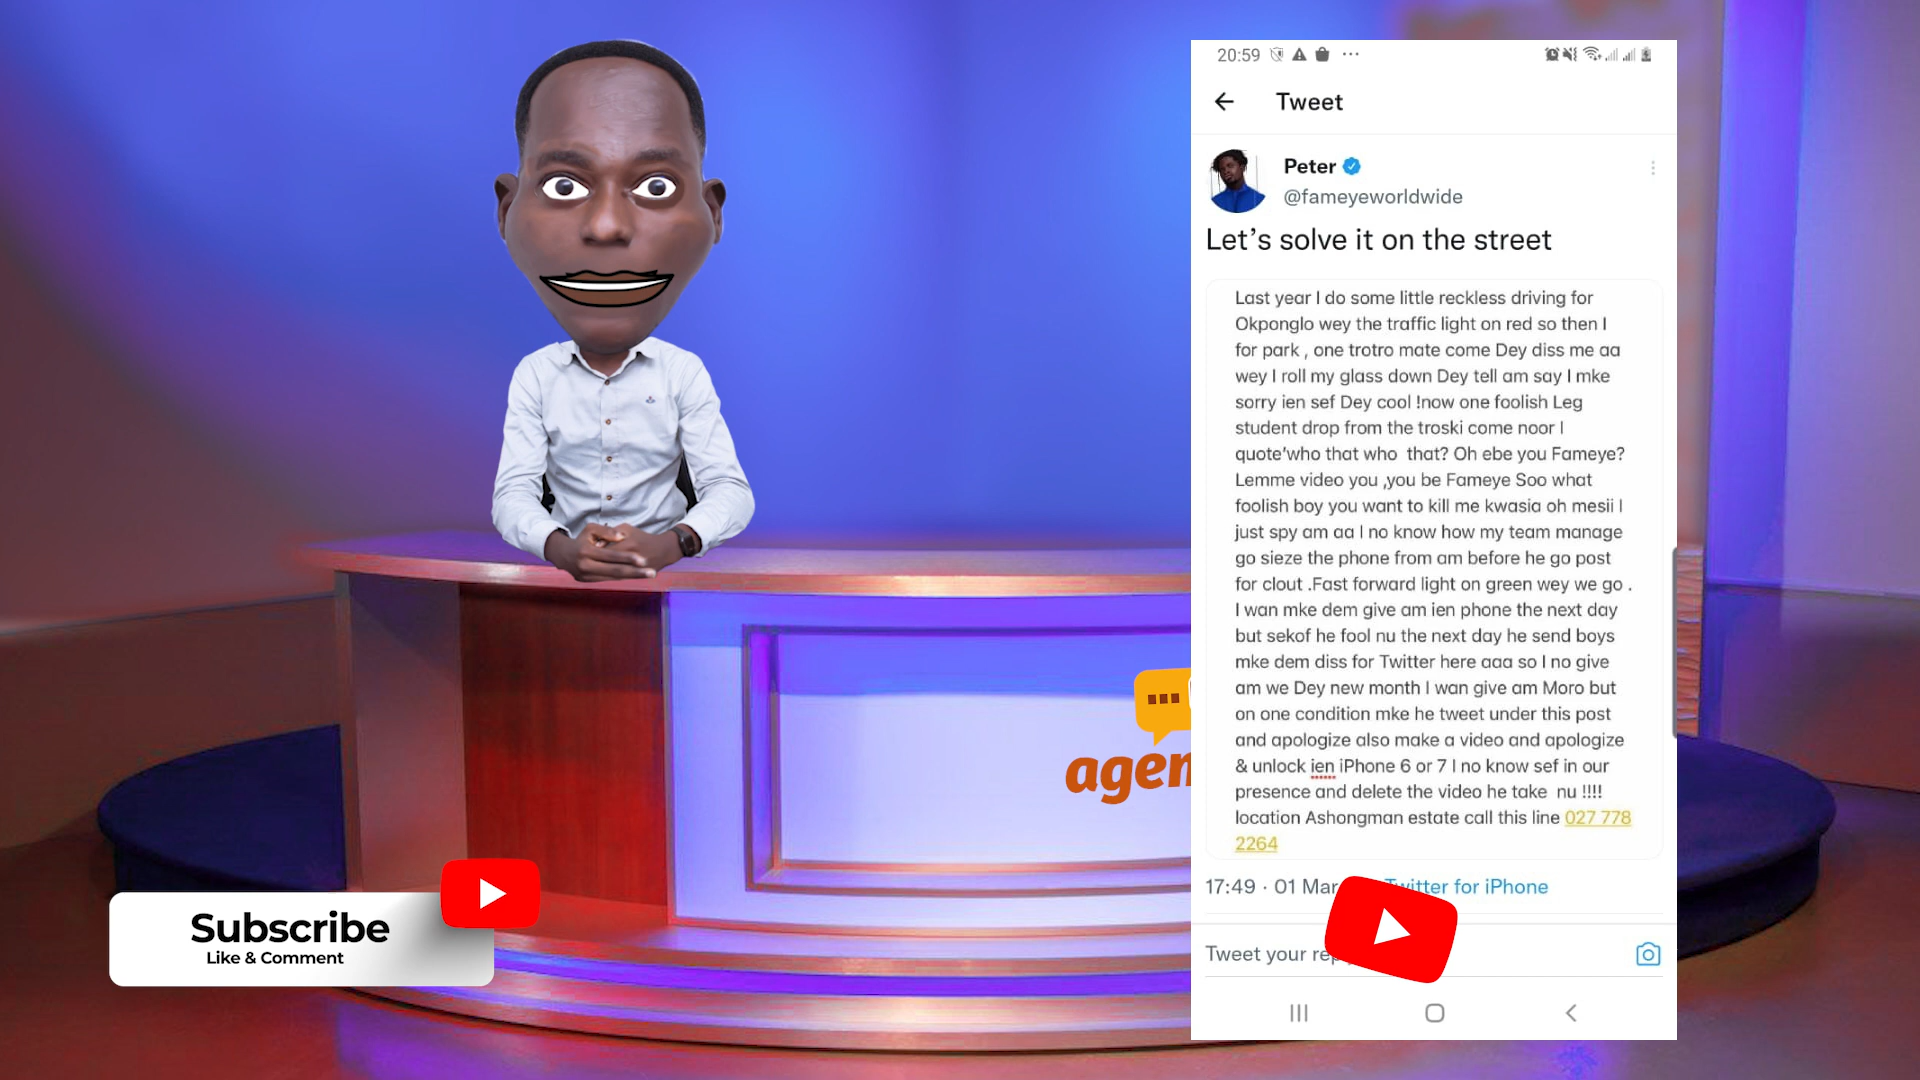 20:59
Tweet
Peter
@fameyeworldwide
Let's solve it on the street
Last year I do some little reckless driving for
Okponglo wey the traffic light on red so then I
for park , one trotro mate come Dey diss me aa
wey I roll my glass down Dey tell am say I mke
sorry ien sef Dey cool !now one foolish Leg
student drop from the troski come noor I
quote'who that who that? Oh ebe you Fameye?
Lemme video you ,you be Fameye Soo what
foolish boy you want to kill me kwasia oh mesii I
just spy am aa I no know how my team manage
go sieze the phone from am before he go post
for clout .Fast forward light on green wey we go .
I wan mke dem give am ien phone the next day
but sekof he fool nu the next day he send boys
mke dem diss for Twitter here aaa so I no give
am we Dey new month I wan give am Moro but
on one condition mke he tweet under this post
and apologize also make a video and apologize
& unlock ien iPhone 6 or 7 I no know sef in our
presence and delete the video he take nu !!!!
location Ashongman estate call this line 027 778
2264
17:49 · 01 Mar Twitter for iPhone
Tweet your rep
agen
Subscribe
Like & Comment